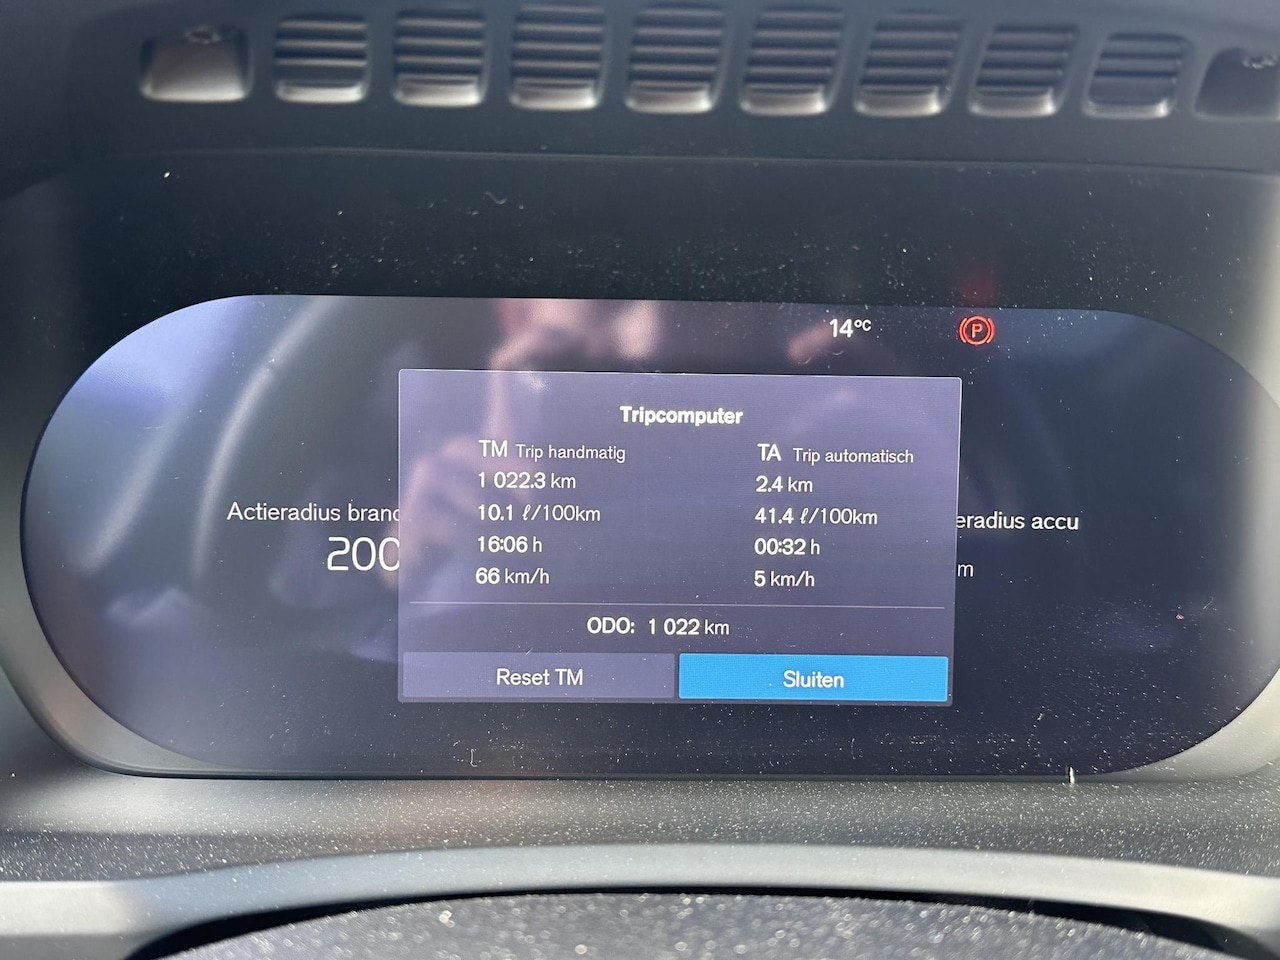 14°C
P
Tripcomputer
TM Trip handmatig
1 022.3 km
10.1 ℓ/100km
16:06 h
66 km/h
TA Trip automatisch
2.4 km
41.4 ℓ/100km
00:32 h
5 km/h
ODO: 1 022 km
Reset TM
Sluiten
Actieradius brand
200
eradius accu
m